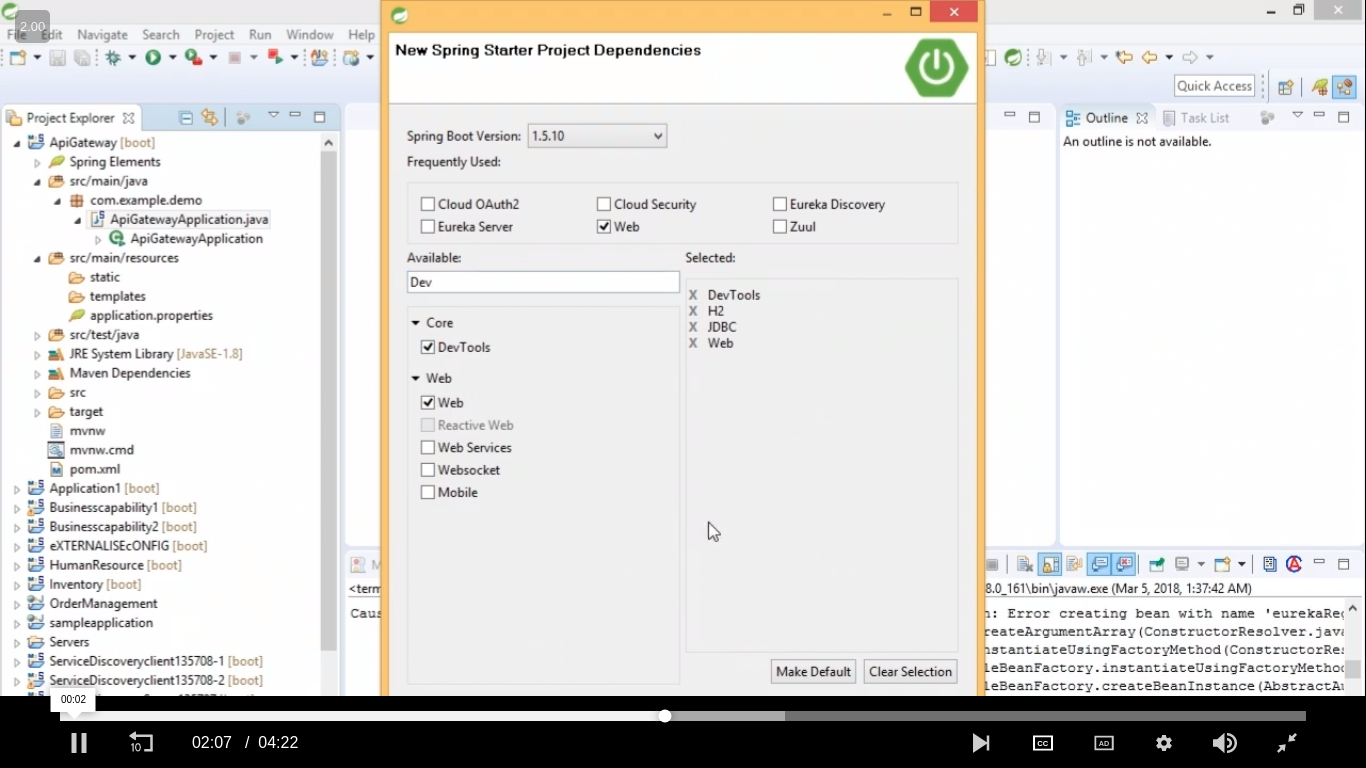 2.00
File Edit Navigate Search Project Run Window Help
Quick Access
Project Explorer
ApiGateway [boot]
Spring Elements
src/main/java
com.example.demo
ApiGatewayApplication.java
ApiGatewayApplication
src/main/resources
static
templates
application.properties
src/test/java
JRE System Library [JavaSE-1.8]
Maven Dependencies
src
target
mvnw
mvnw.cmd
pom.xml
Application1 [boot]
Businesscapability1 [boot]
Businesscapability2 [boot]
eXTERNALISEcONFIG [boot]
HumanResource [boot]
Inventory [boot]
OrderManagement
sampleapplication
Servers
ServiceDiscoveryclient135708-1 [boot]
ServiceDiscoveryclient135708-2 [boot]
New Spring Starter Project Dependencies
Spring Boot Version: 1.5.10
Frequently Used:
Cloud OAuth2 Cloud Security Eureka Discovery
Eureka Server Web Zuul
Available:
Dev
Core
DevTools
Web
Web
Reactive Web
Web Services
Websocket
Mobile
Selected:
X DevTools
X H2
X JDBC
X Web
Make Default Clear Selection
Outline Task List
An outline is not available.
M
<term
Cau
8.0_161\bin\javaw.exe (Mar 5, 2018, 1:37:42 AM)
n: Error creating bean with name 'eurekaReg
reateArgumentArray(ConstructorResolver.java
nstantiateUsingFactoryMethod(ConstructorRes
leBeanFactory.instantiateUsingFactoryMethod
leBeanFactory.createBeanInstance(AbstractAu
00:02
10 02:07 / 04:22
CC AD